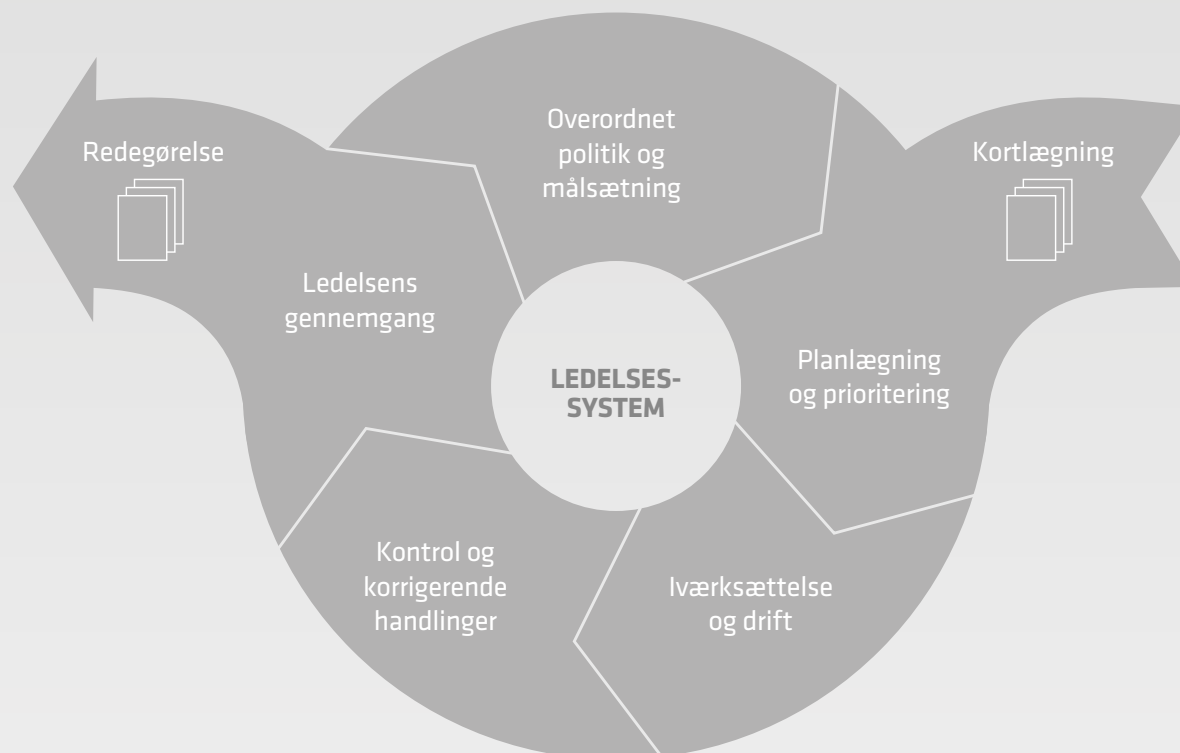 Overordnet
politik og
målsætning
Redegørelse
Kortlægning
Ledelsens
gennemgang
Planlægning
og prioritering
LEDELSES-
SYSTEM
Kontrol og
korrigerende
handlinger
Iværksættelse
og drift